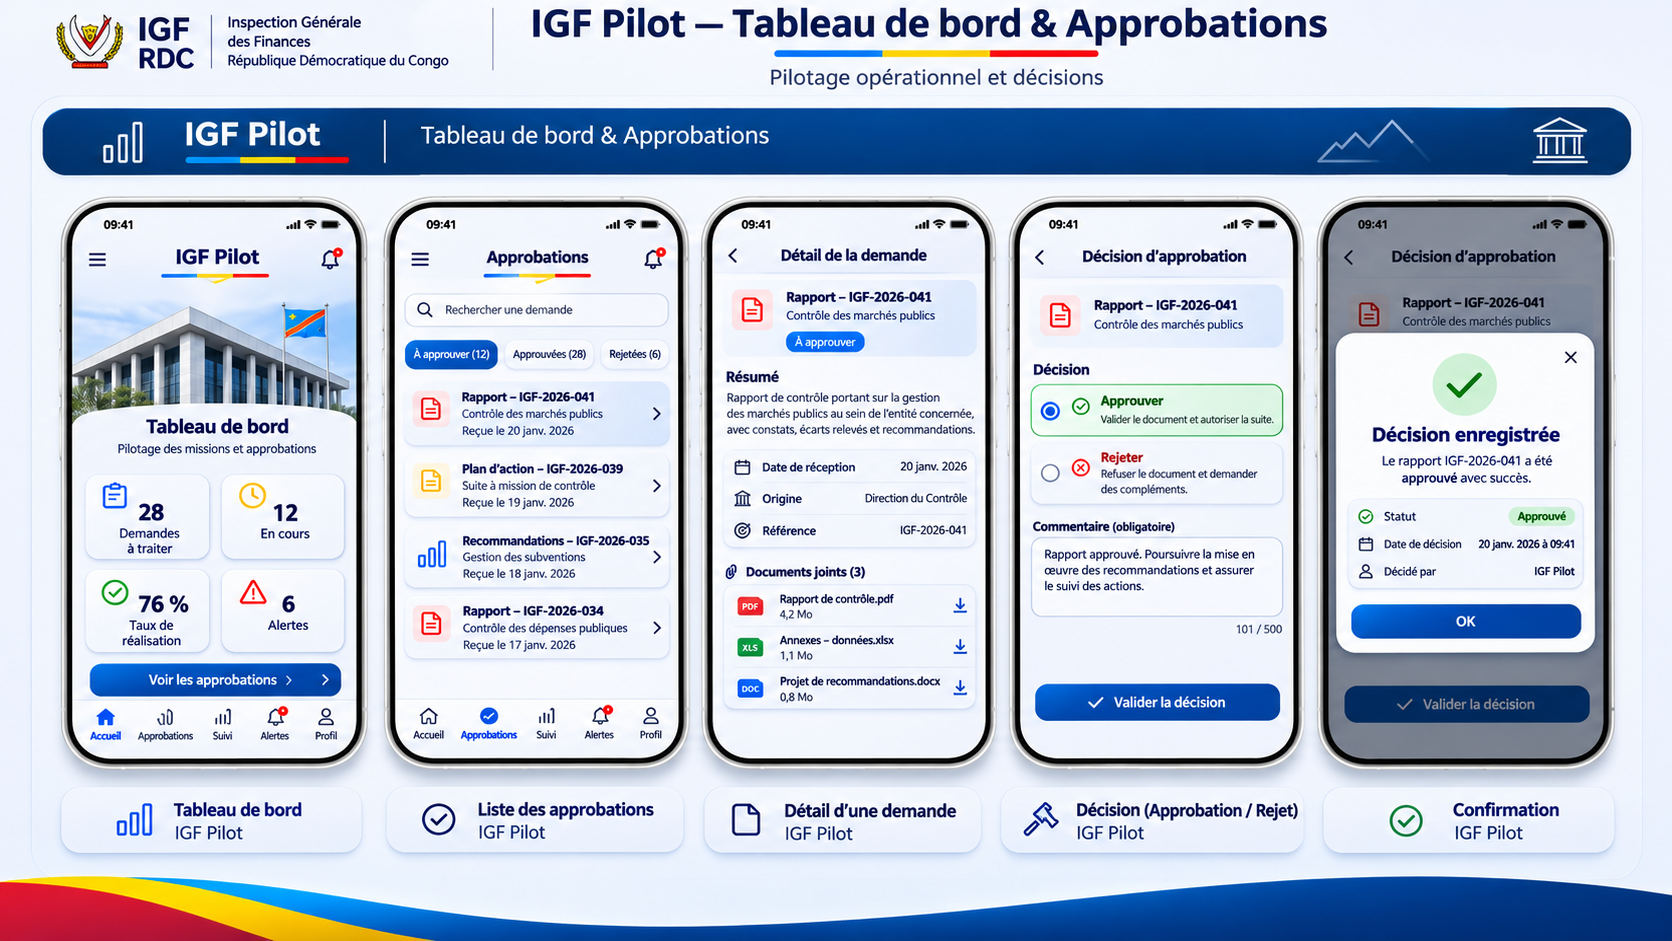 IGF
RDC
Inspection Générale
des Finances
République Démocratique du Congo
IGF Pilot — Tableau de bord & Approbations
Pilotage opérationnel et décisions
IGF Pilot
Tableau de bord & Approbations
09:41
IGF Pilot
Tableau de bord
Pilotage des missions et approbations
28
Demandes
à traiter
12
En cours
76 %
Taux de
réalisation
6
Alertes
Voir les approbations
Accueil
Approbations
Suivi
Alertes
Profil
09:41
Approbations
Rechercher une demande
À approuver (12)
Approuvées (28)
Rejetées (6)
Rapport – IGF-2026-041
Contrôle des marchés publics
Reçue le 20 janv. 2026
Plan d'action – IGF-2026-039
Suite à mission de contrôle
Reçue le 19 janv. 2026
Recommandations – IGF-2026-035
Gestion des subventions
Reçue le 18 janv. 2026
Rapport – IGF-2026-034
Contrôle des dépenses publiques
Reçue le 17 janv. 2026
Accueil
Approbations
Suivi
Alertes
Profil
09:41
Détail de la demande
Rapport – IGF-2026-041
Contrôle des marchés publics
À approuver
Résumé
Rapport de contrôle portant sur la gestion
des marchés publics au sein de l'entité concernée,
avec constats, écarts relevés et recommandations.
Date de réception
20 janv. 2026
Origine
Direction du Contrôle
Référence
IGF-2026-041
Documents joints (3)
PDF
Rapport de contrôle.pdf
4,2 Mo
XLS
Annexes – données.xlsx
1,1 Mo
DOC
Projet de recommandations.docx
0,8 Mo
09:41
Décision d'approbation
Rapport – IGF-2026-041
Contrôle des marchés publics
Décision
Approuver
Valider le document et autoriser la suite.
Rejeter
Refuser le document et demander
des compléments.
Commentaire (obligatoire)
Rapport approuvé. Poursuivre la mise en
œuvre des recommandations et assurer
le suivi des actions.
101 / 500
Valider la décision
09:41
Décision d'approbation
Rapport – IGF-2026-041
Contrôle des marchés publics
Décision enregistrée
Le rapport IGF-2026-041 a été
approuvé avec succès.
Statut
Approuvé
Date de décision
20 janv. 2026 à 09:41
Décidé par
IGF Pilot
OK
Valider la décision
Tableau de bord
IGF Pilot
Liste des approbations
IGF Pilot
Détail d'une demande
IGF Pilot
Décision (Approbation / Rejet)
IGF Pilot
Confirmation
IGF Pilot